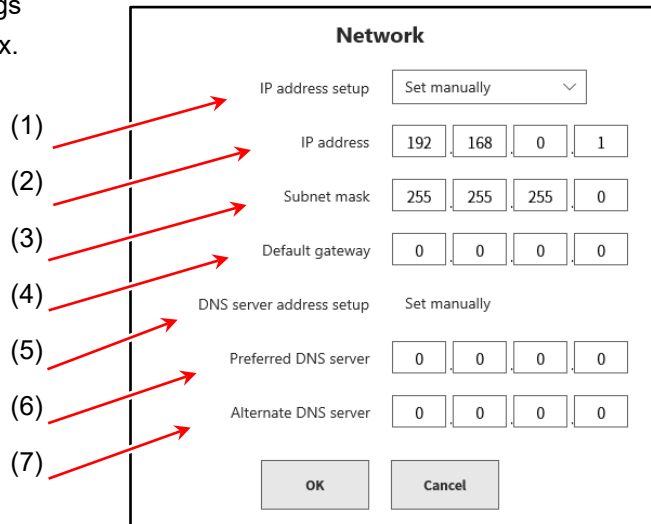 gs
x.
Network
(1) IP address setup Set manually
(2) IP address 192 . 168 . 0 . 1
(3) Subnet mask 255 . 255 . 255 . 0
(4) Default gateway 0 . 0 . 0 . 0
(5) DNS server address setup Set manually
(6) Preferred DNS server 0 . 0 . 0 . 0
(7) Alternate DNS server 0 . 0 . 0 . 0
OK Cancel